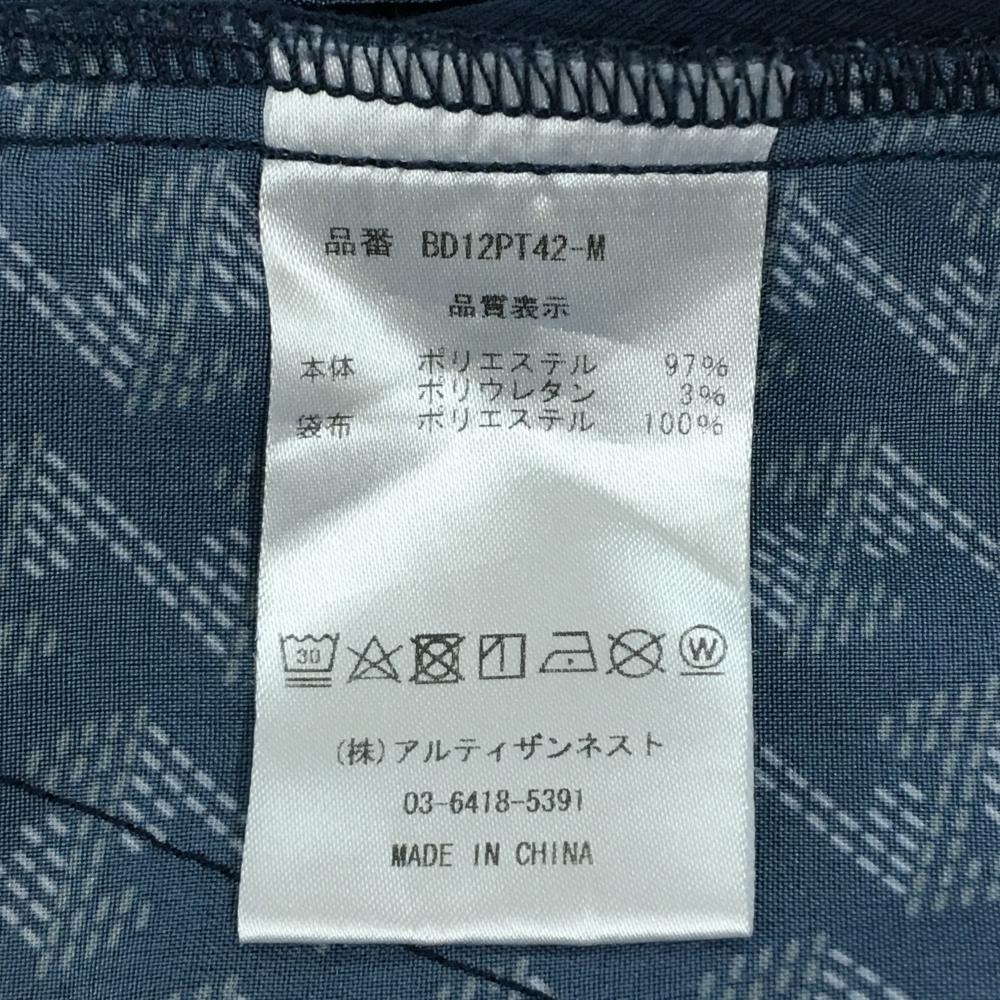 品番 BD12PT42-M
品質表示
本体 ポリエステル 97%
ポリウレタン 3%
袋布 ポリエステル 100%
30 W
(株)アルティザンネスト
03-6418-5391
MADE IN CHINA